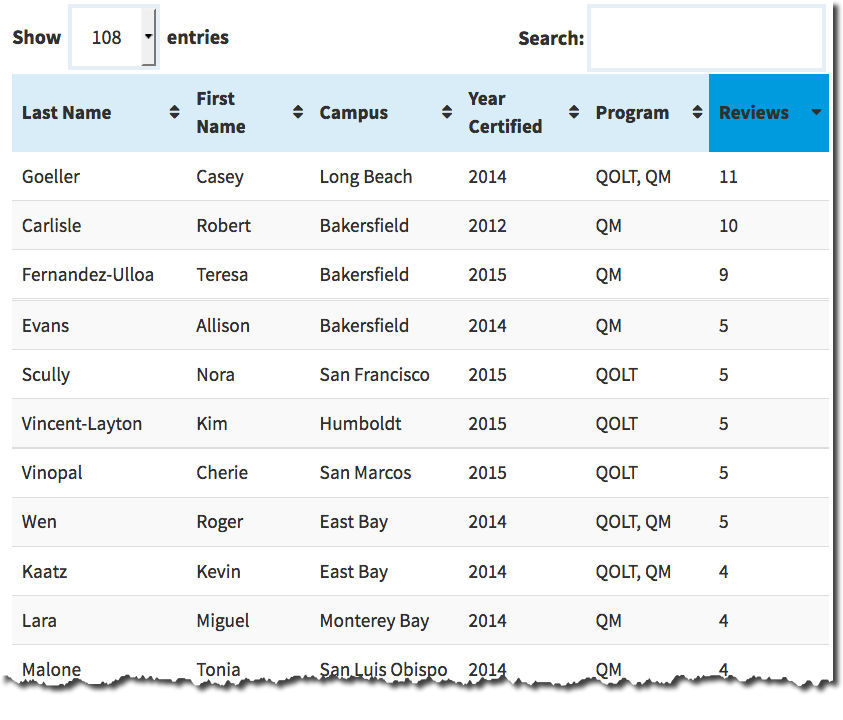 Show 108 entries Search:
Last Name First Name Campus Year Certified Program Reviews
Goeller Casey Long Beach 2014 QOLT, QM 11
Carlisle Robert Bakersfield 2012 QM 10
Fernandez-Ulloa Teresa Bakersfield 2015 QM 9
Evans Allison Bakersfield 2014 QM 5
Scully Nora San Francisco 2015 QOLT 5
Vincent-Layton Kim Humboldt 2015 QOLT 5
Vinopal Cherie San Marcos 2015 QOLT 5
Wen Roger East Bay 2014 QOLT, QM 5
Kaatz Kevin East Bay 2014 QOLT, QM 4
Lara Miguel Monterey Bay 2014 QM 4
Malone Tonia San Luis Obispo 2014 QM 4